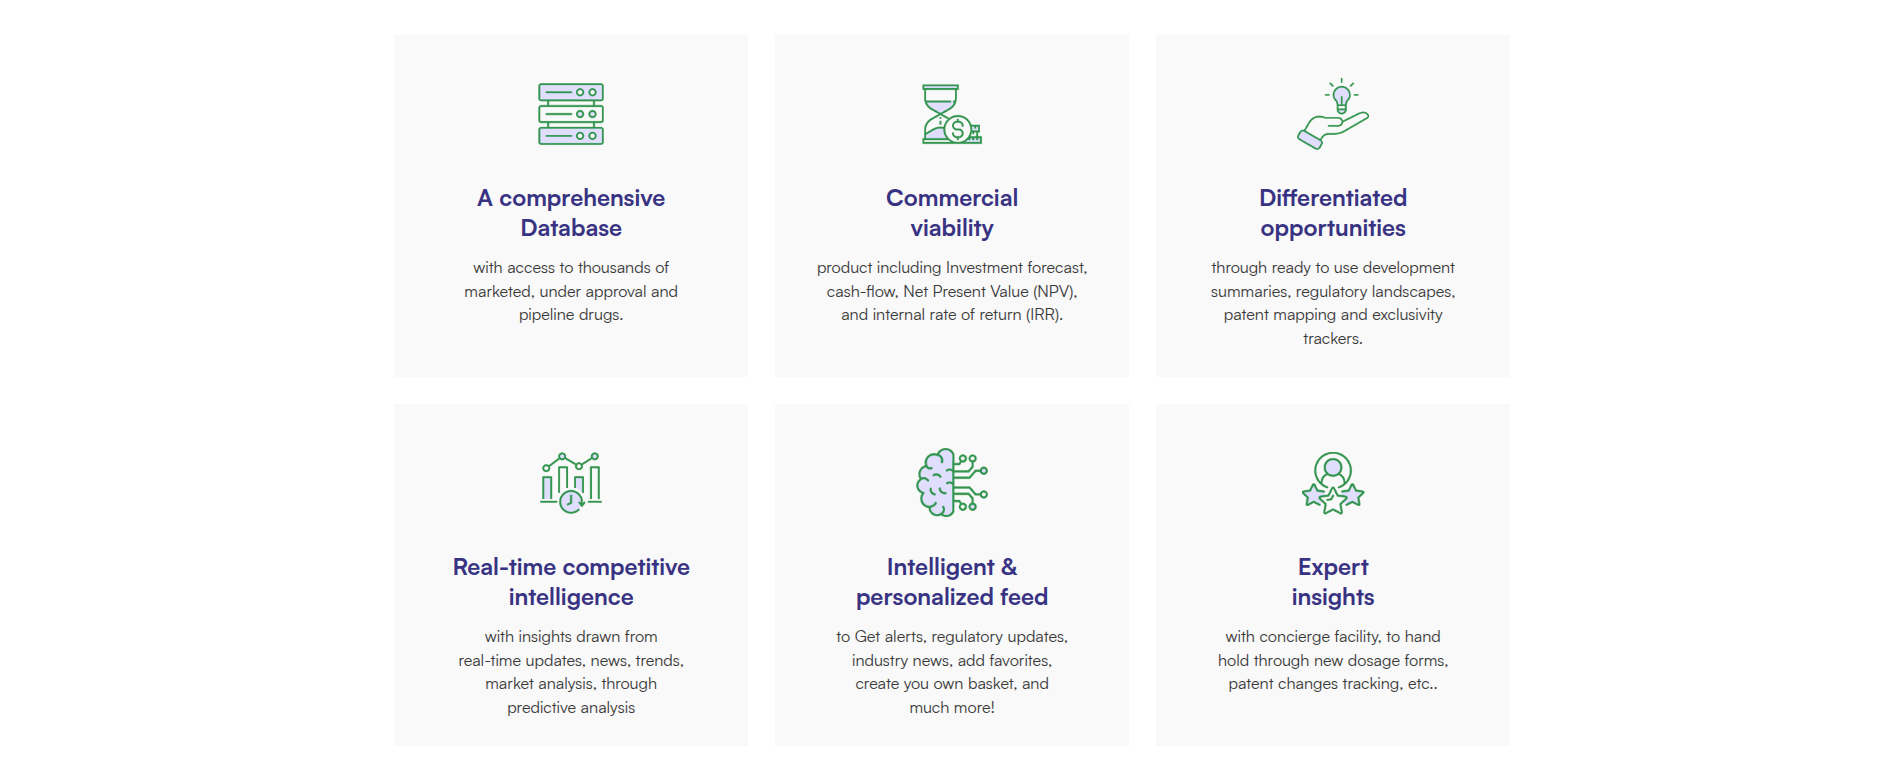 A comprehensive
Database
with access to thousands of
marketed, under approval and
pipeline drugs.
Commercial
viability
product including Investment forecast,
cash-flow, Net Present Value (NPV),
and internal rate of return (IRR).
Differentiated
opportunities
through ready to use development
summaries, regulatory landscapes,
patent mapping and exclusivity
trackers.
Real-time competitive
intelligence
with insights drawn from
real-time updates, news, trends,
market analysis, through
predictive analysis
Intelligent &
personalized feed
to Get alerts, regulatory updates,
industry news, add favorites,
create you own basket, and
much more!
Expert
insights
with concierge facility, to hand
hold through new dosage forms,
patent changes tracking, etc..